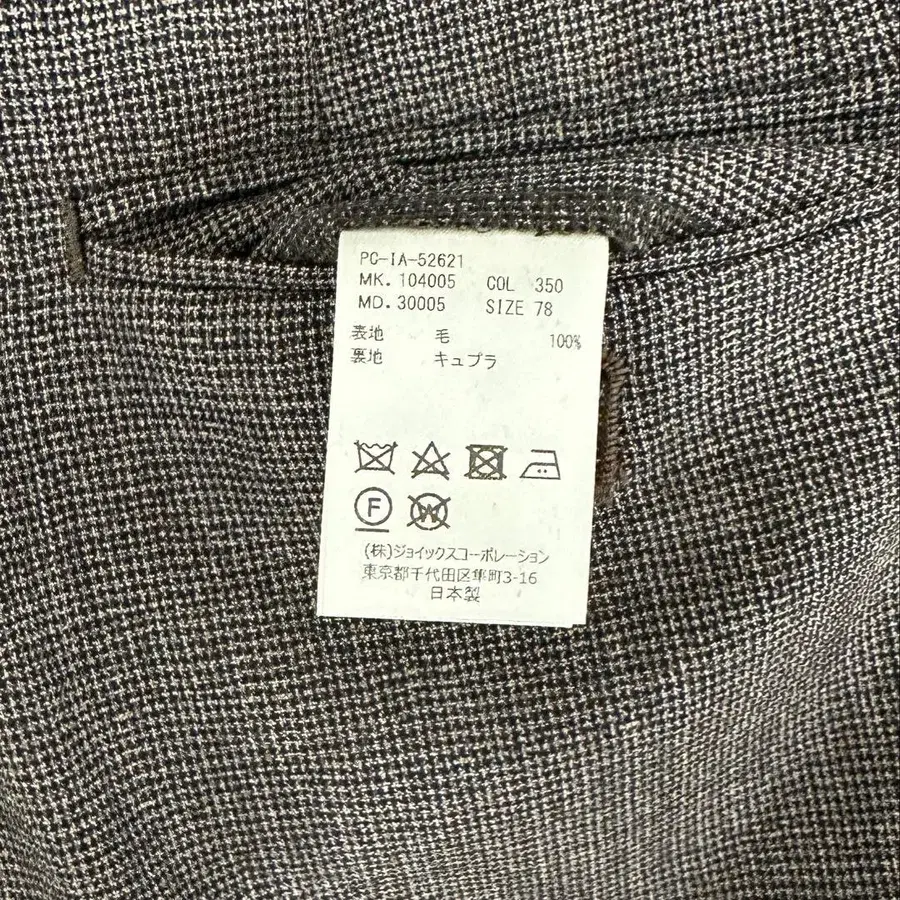 PC-IA-52621
MK. 104005 COL 350
MD. 30005 SIZE 78
表地 毛 100%
裏地 キュプラ
F W
(株)ジョイックスコーポレーション
東京都千代田区隼町3-16
日本製